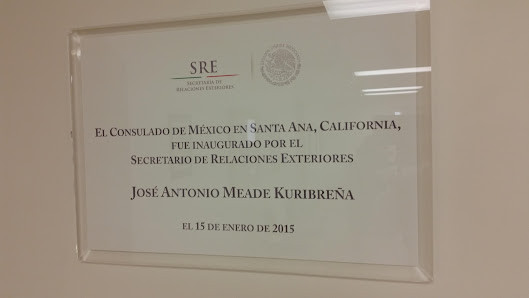 SRE
SECRETARÍA DE
RELACIONES EXTERIORES
EL CONSULADO DE MÉXICO EN SANTA ANA, CALIFORNIA,
FUE INAUGURADO POR EL
SECRETARIO DE RELACIONES EXTERIORES
JOSÉ ANTONIO MEADE KURIBREÑA
EL 15 DE ENERO DE 2015